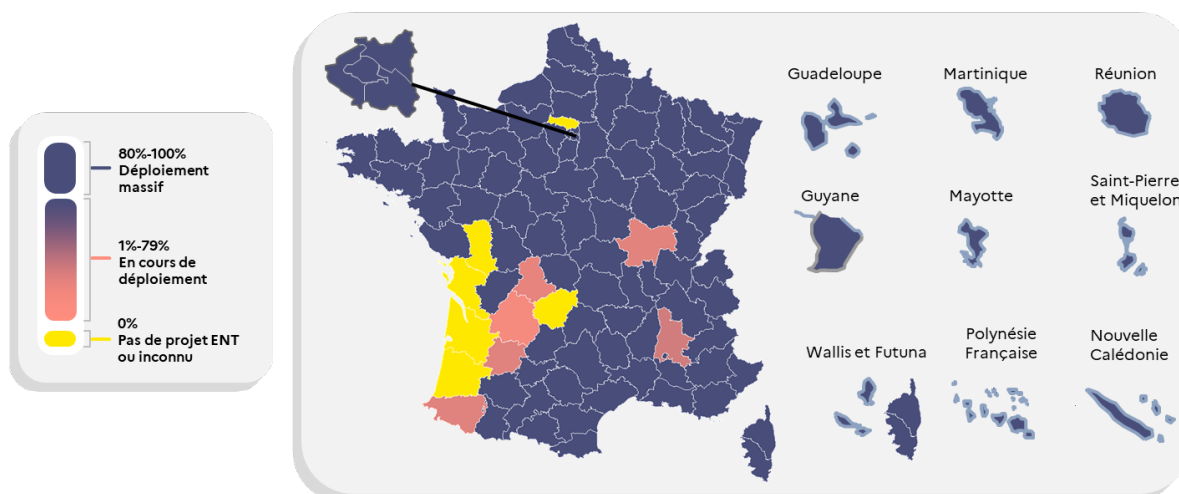 80%-100%
Déploiement
massif
1%-79%
En cours de
déploiement
0%
Pas de projet ENT
ou inconnu
Guadeloupe
Martinique
Réunion
Guyane
Mayotte
Saint-Pierre
et Miquelon
Wallis et Futuna
Polynésie
Française
Nouvelle
Calédonie